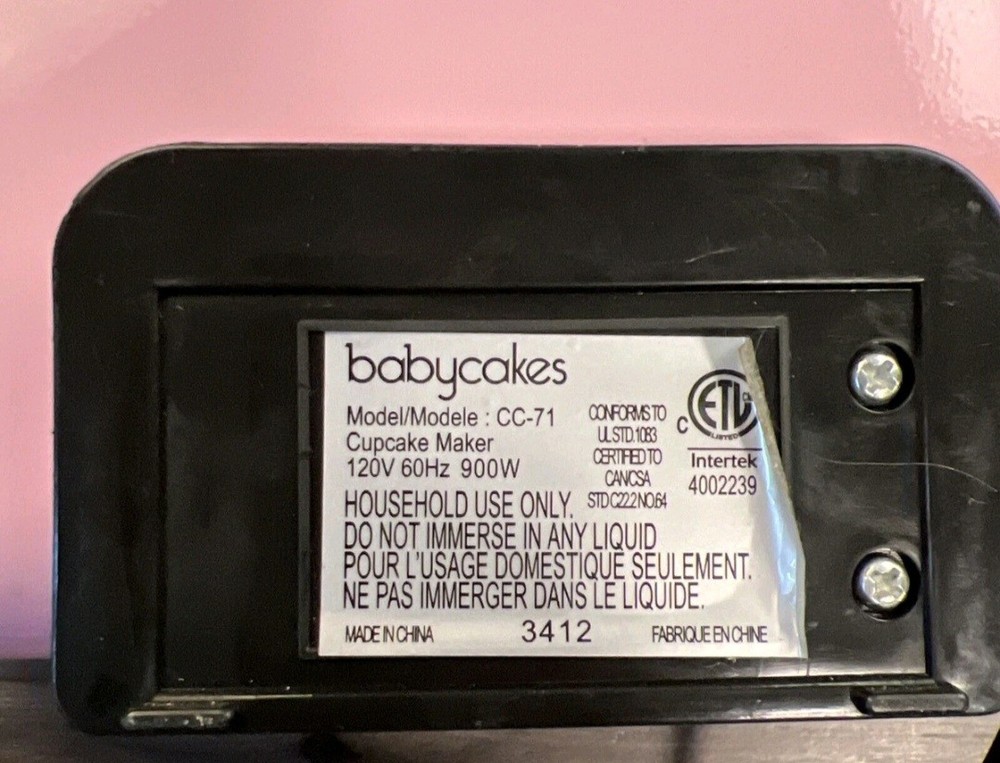 babycakes
Model/Modele : CC-71
Cupcake Maker
120V 60Hz 900W
CONFORMS TO
UL STD.1083
CERTIFIED TO
CAN/CSA
STD C22.2 NO.64
C ETL
LISTED
Intertek
4002239
HOUSEHOLD USE ONLY.
DO NOT IMMERSE IN ANY LIQUID
POUR L'USAGE DOMESTIQUE SEULEMENT.
NE PAS IMMERGER DANS LE LIQUIDE.
MADE IN CHINA 3412 FABRIQUE EN CHINE